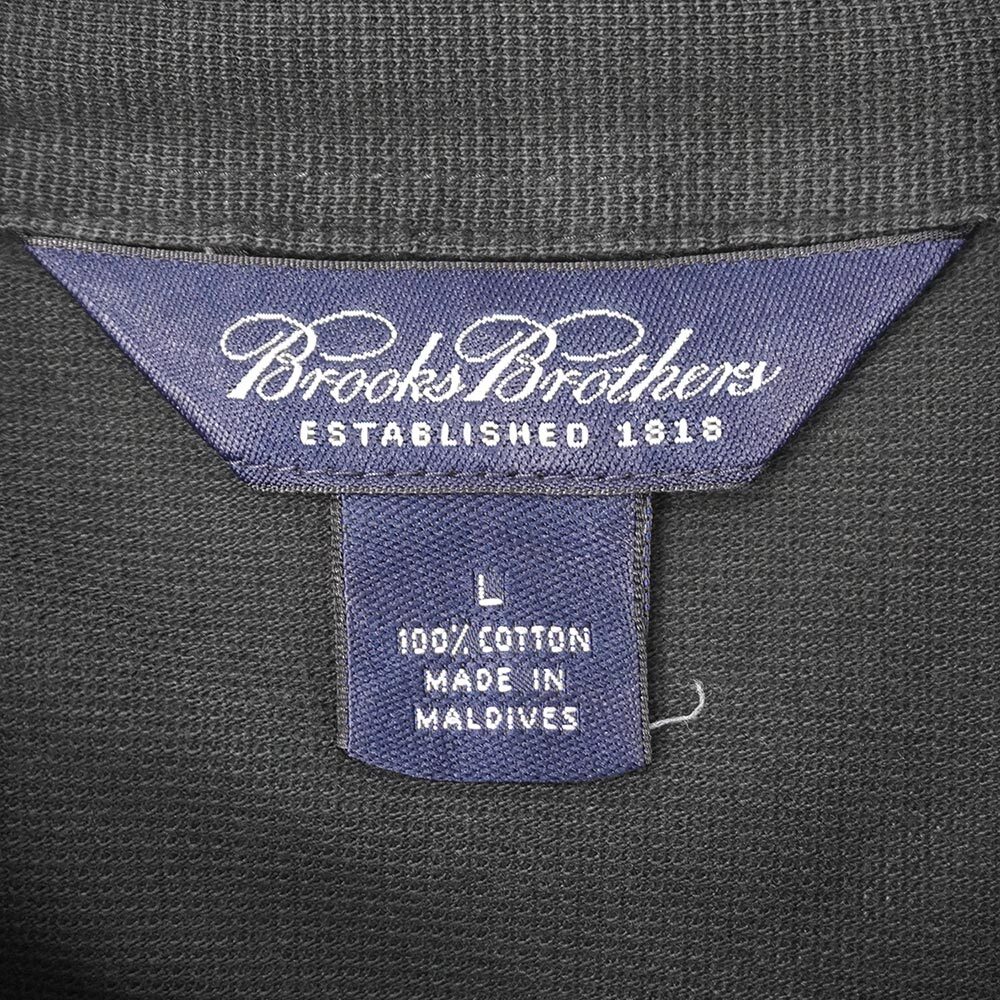 Brooks Brothers
ESTABLISHED 1818
L
100% COTTON
MADE IN
MALDIVES